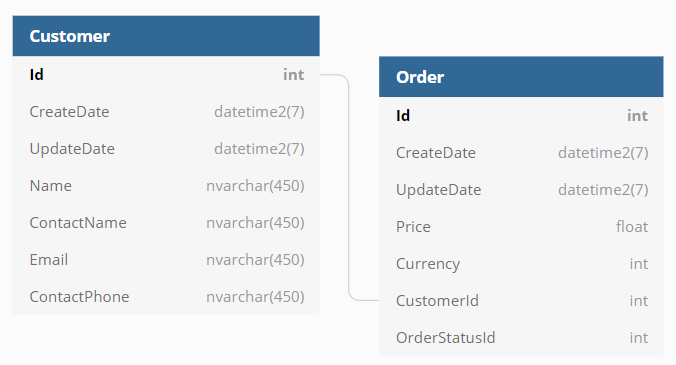 Customer
Id int
CreateDate datetime2(7)
UpdateDate datetime2(7)
Name nvarchar(450)
ContactName nvarchar(450)
Email nvarchar(450)
ContactPhone nvarchar(450)
Order
Id int
CreateDate datetime2(7)
UpdateDate datetime2(7)
Price float
Currency int
CustomerId int
OrderStatusId int